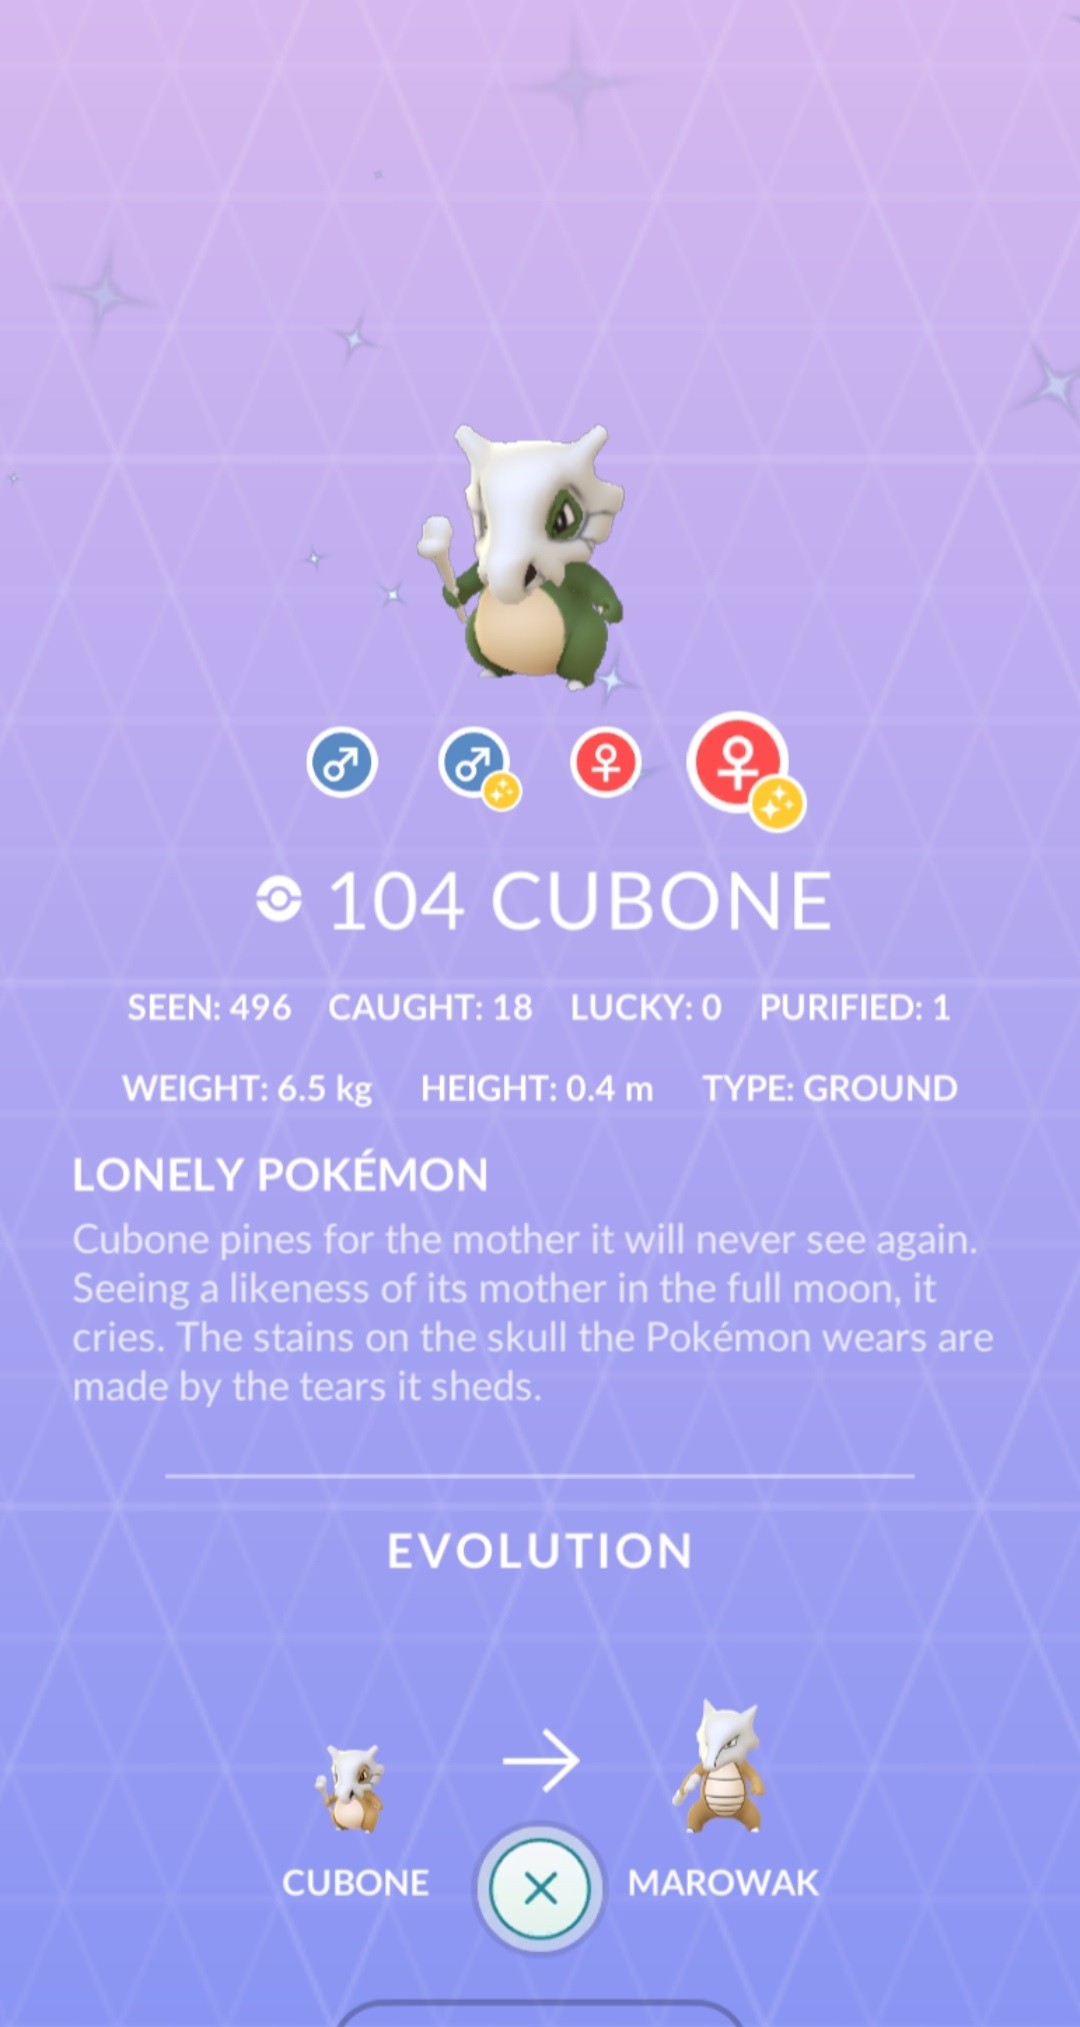 104 CUBONE
SEEN: 496 CAUGHT: 18 LUCKY: 0 PURIFIED: 1
WEIGHT: 6.5 kg HEIGHT: 0.4 m TYPE: GROUND
LONELY POKÉMON
Cubone pines for the mother it will never see again.
Seeing a likeness of its mother in the full moon, it
cries. The stains on the skull the Pokémon wears are
made by the tears it sheds.
EVOLUTION
CUBONE MAROWAK